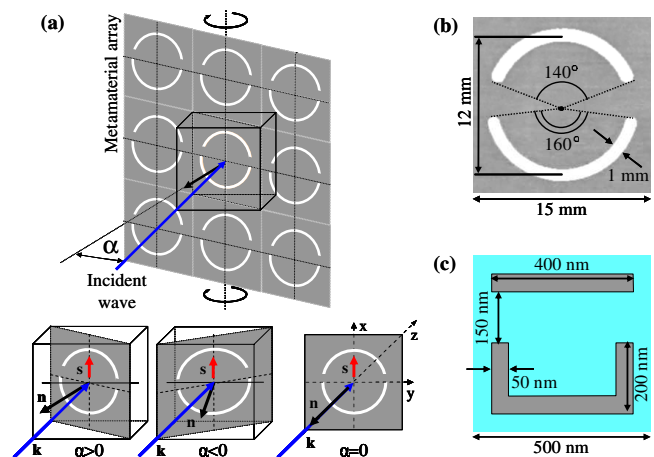 (a)
Metamaterial array
α
Incident
wave
s
n
k
α>0
s
n
k
α<0
x
z
s
y
n
k
α=0
(b)
140°
12 mm
160°
1 mm
15 mm
(c)
400 nm
150 nm
50 nm
200 nm
500 nm